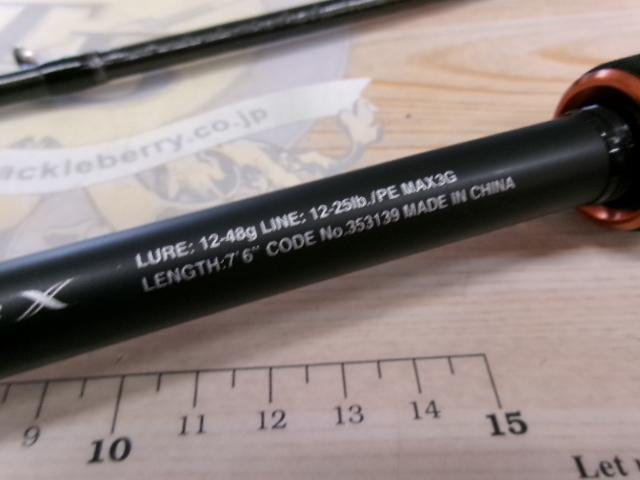 ackleberry.co.jp
LURE: 12-48g LINE: 12-25lb./PE MAX3G
LENGTH:7'6" CODE No.353139 MADE IN CHINA
X
9 10 11 12 13 14 15
Let